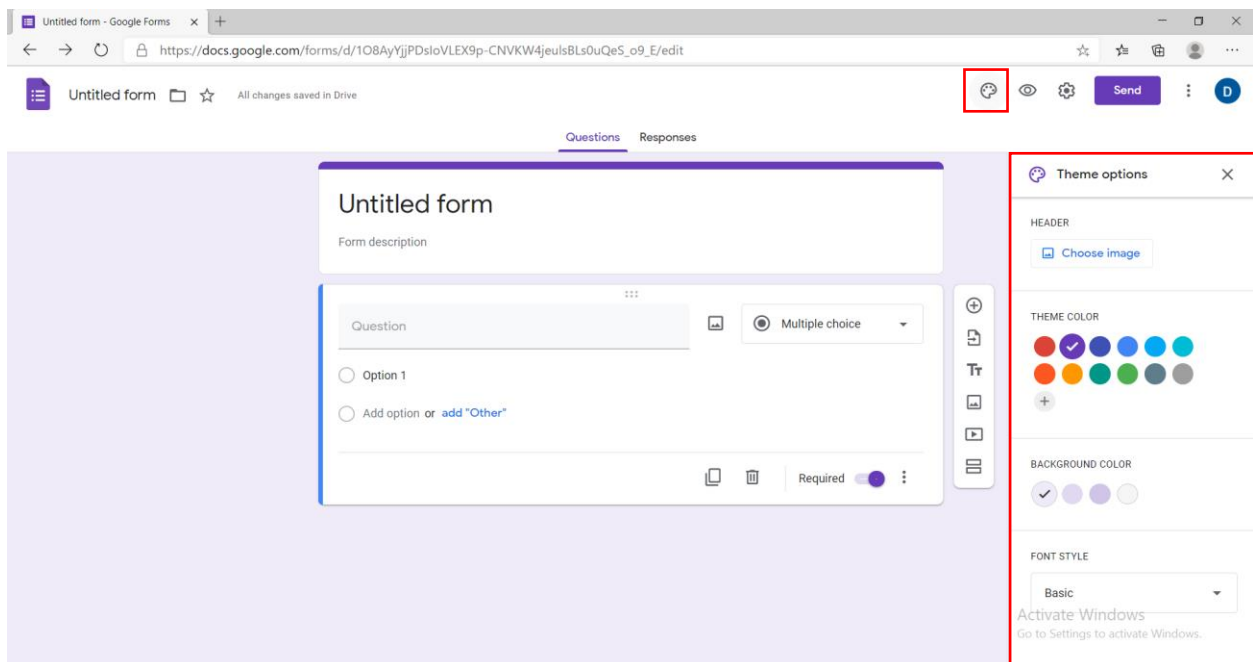 Untitled form - Google Forms
https://docs.google.com/forms/d/1O8AyYjjPDsIoVLEX9p-CNVKW4jeulsBLs0uQeS_o9_E/edit
Untitled form All changes saved in Drive Send D
Questions Responses
Untitled form
Form description
Question Multiple choice
Option 1
Add option or add "Other"
Required
Tт
Theme options
HEADER
Choose image
THEME COLOR
BACKGROUND COLOR
FONT STYLE
Basic
Activate Windows
Go to Settings to activate Windows.